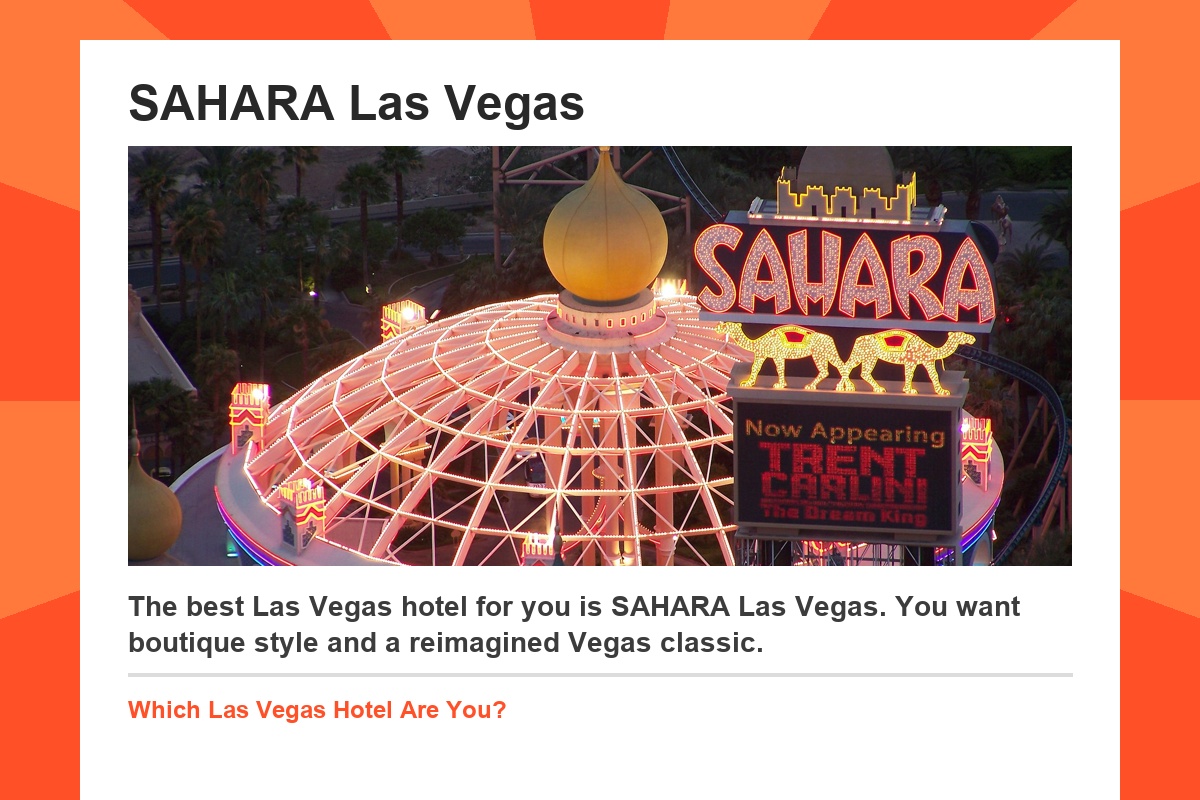 SAHARA Las Vegas
SAHARA
Now Appearing
TRENT
CARLINI
The Dream King
The best Las Vegas hotel for you is SAHARA Las Vegas. You want
boutique style and a reimagined Vegas classic.
Which Las Vegas Hotel Are You?